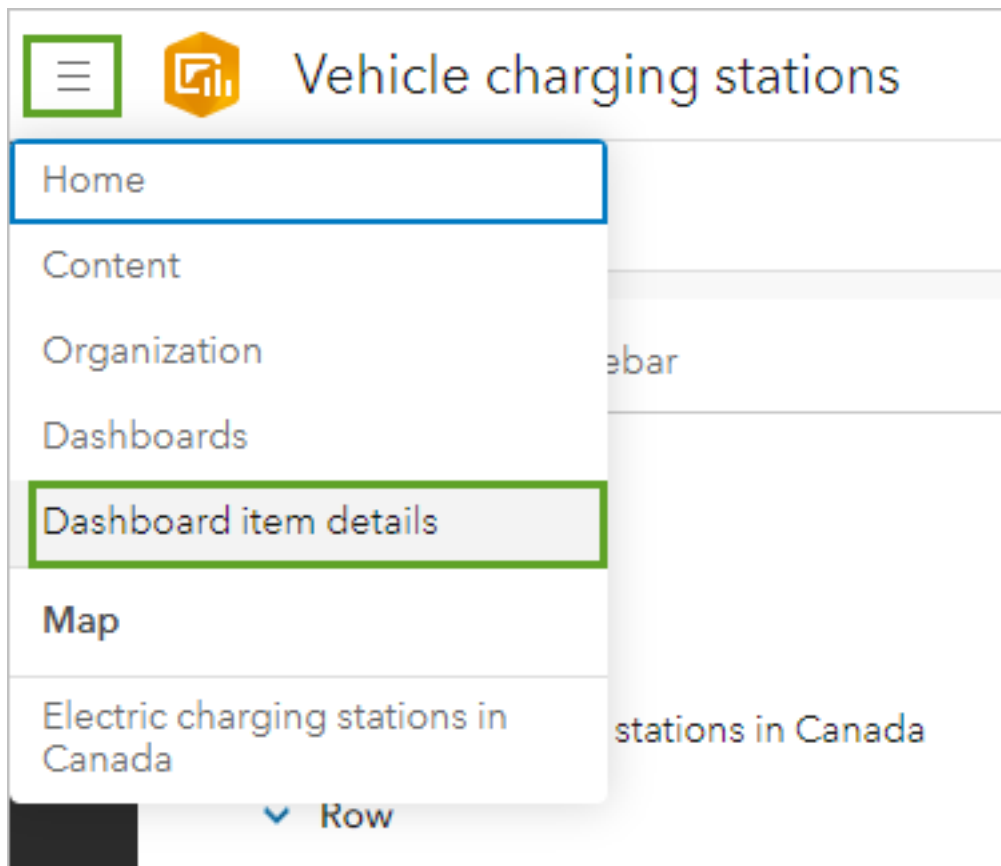 Vehicle charging stations
Home
Content
Organization
ebar
Dashboards
Dashboard item details
Map
Electric charging stations in
Canada
stations in Canada
Row